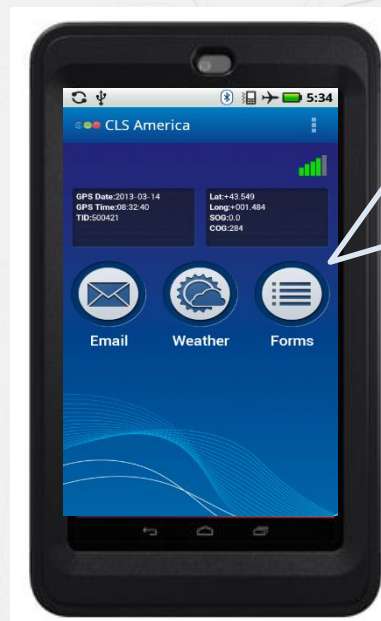 5:34
CLS America
GPS Date:2013-03-14
GPS Time:08:32:40
TID:500421
Lat:+43.549
Long:+001.484
SOG:0.0
COG:284
Email
Weather
Forms